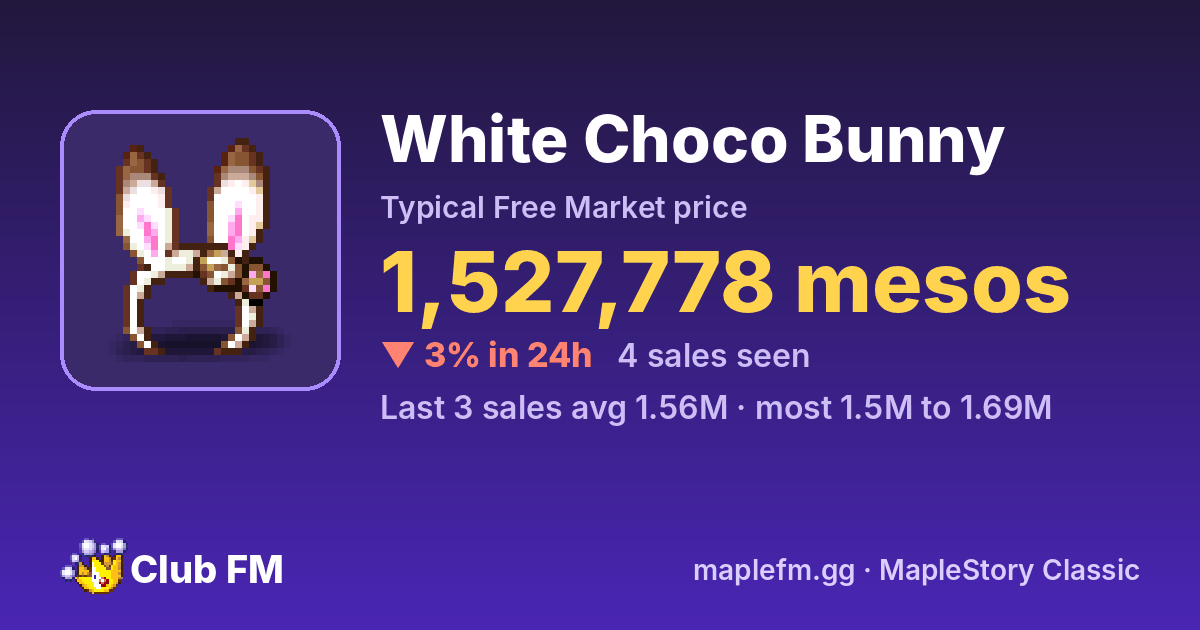 White Choco Bunny
Typical Free Market price
1,527,778 mesos
▼ 3% in 24h 4 sales seen
Last 3 sales avg 1.56M · most 1.5M to 1.69M
Club FM
maplefm.gg · MapleStory Classic